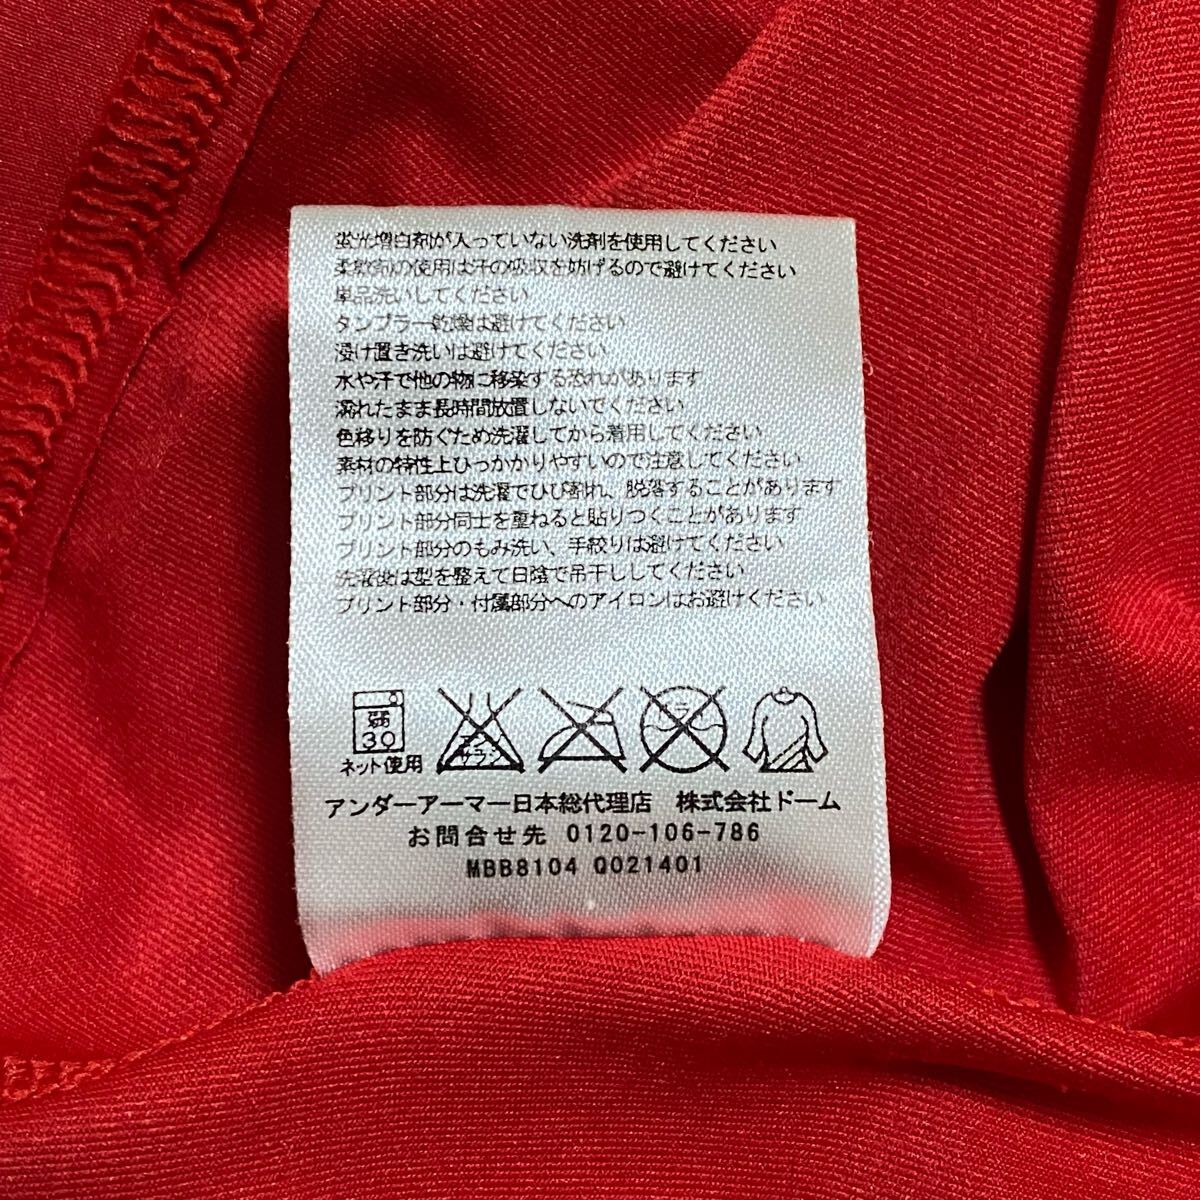 蛍光増白剤が入っていない洗剤を使用してください
柔軟剤の使用は汗の吸収を妨げるので避けてください
単品洗いしてください
タンブラー乾燥は避けてください
浸け置き洗いは避けてください
水や汗で他の物に移染する恐れがあります
濡れたまま長時間放置しないでください
色移りを防ぐため洗濯してから着用してください
素材の特性上ひっかかりやすいので注意してください
プリント部分は洗濯でひび割れ、脱落することがあります
プリント部分同士を重ねると貼りつくことがあります
プリント部分のもみ洗い、手絞りは避けてください
洗濯後は型を整えて日陰で吊干ししてください
プリント部分・付属部分へのアイロンはお避けください
弱
30
エンソ
サラシ
ドライ
ネット使用
アンダーアーマー日本総代理店 株式会社ドーム
お問合せ先 0120-106-786
MBB8104 Q021401